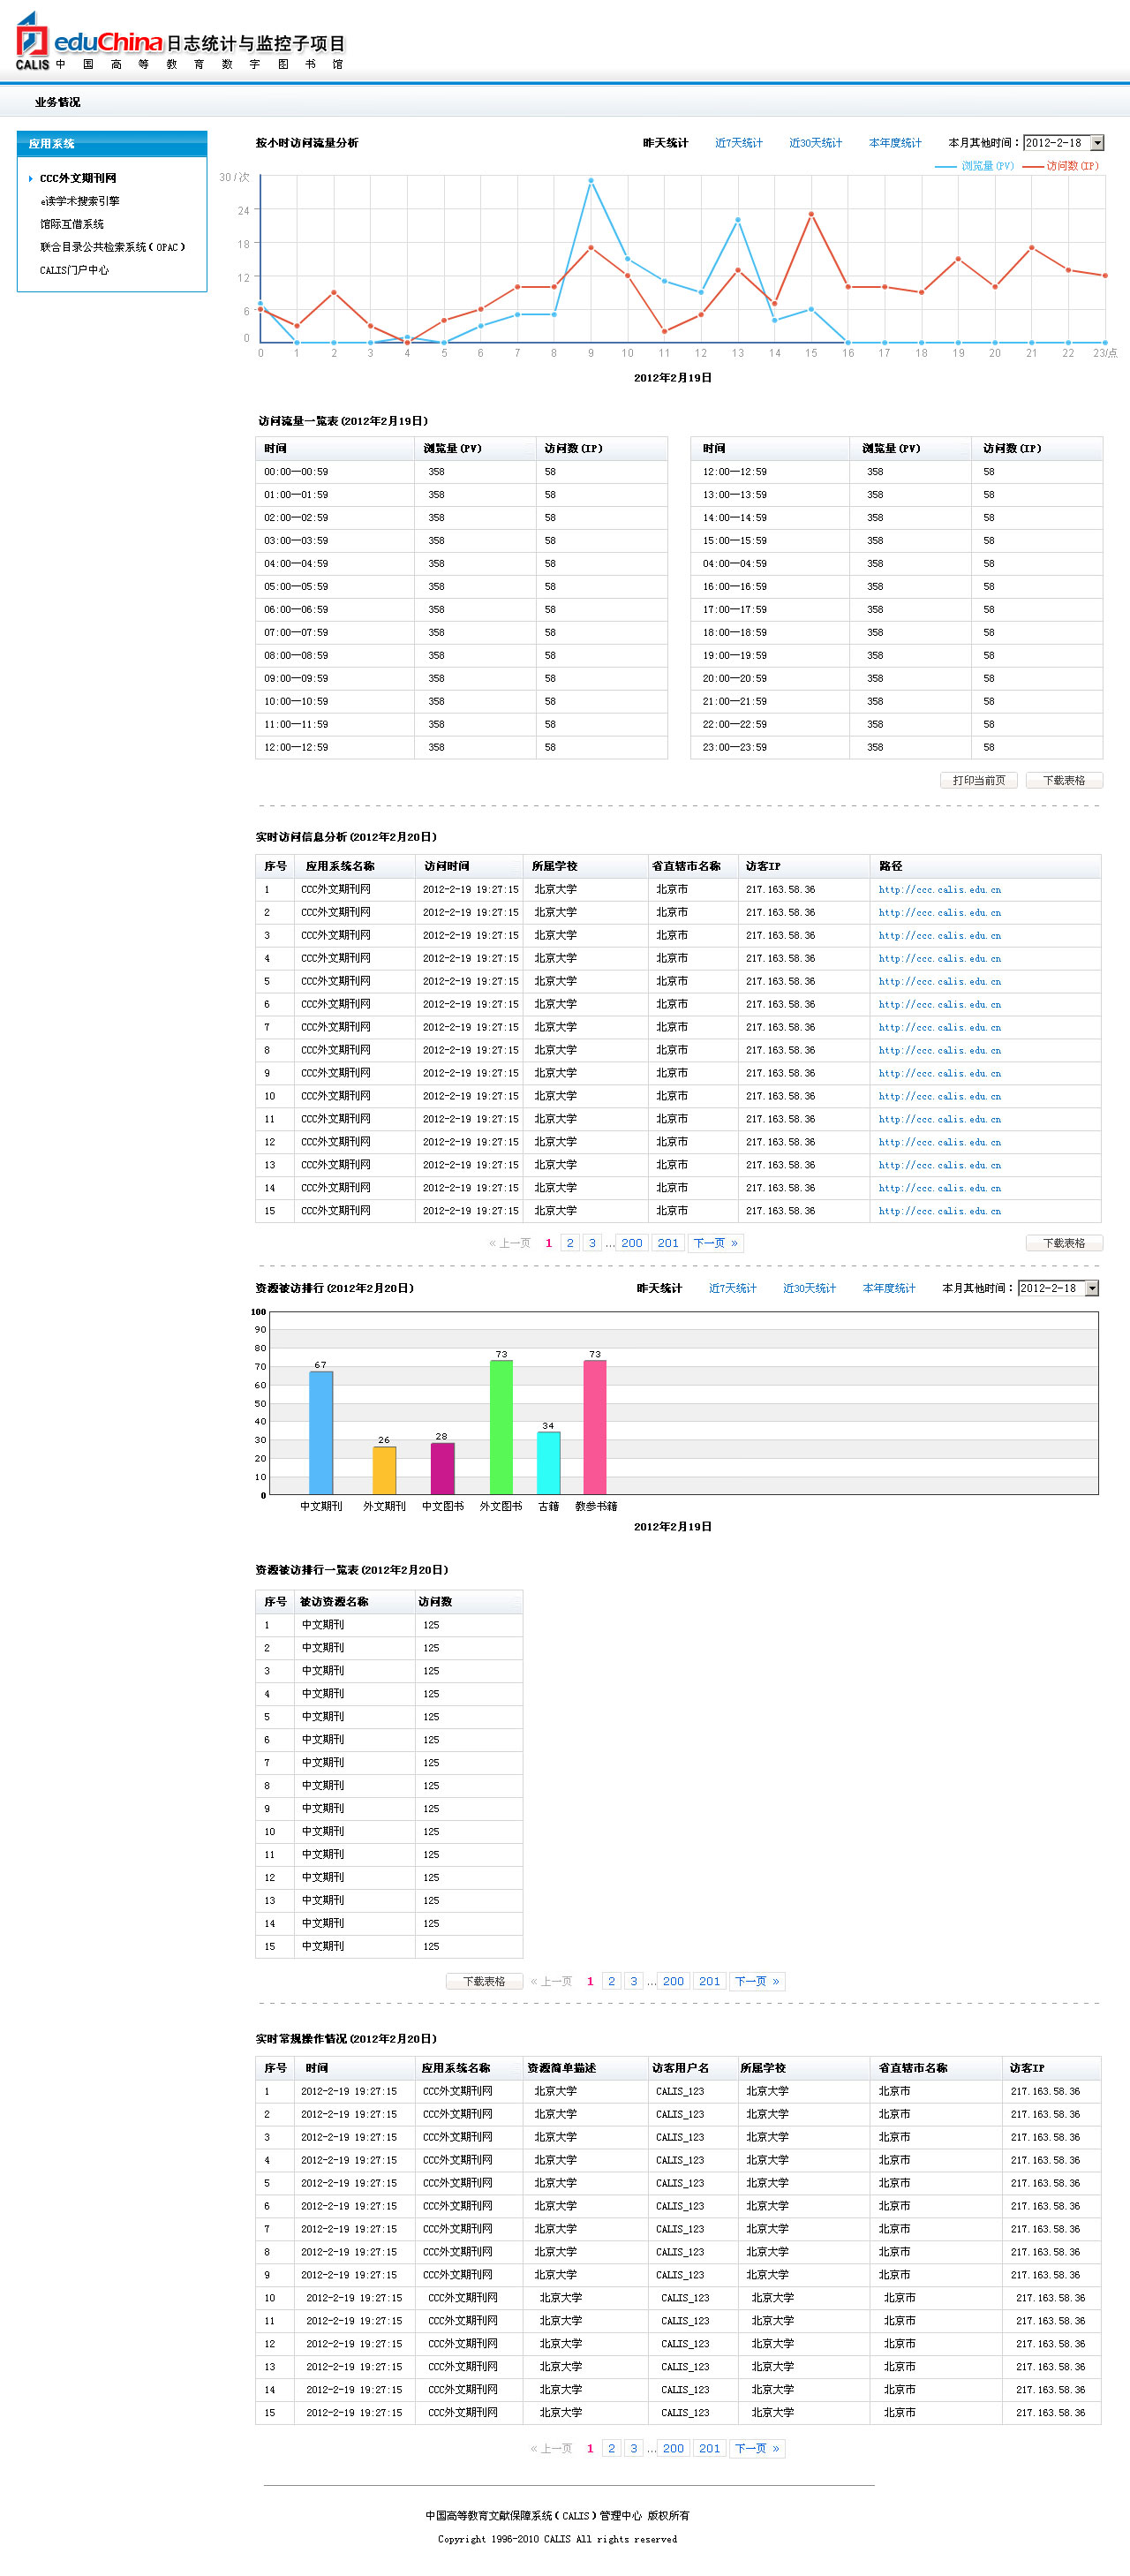 eduChina日志统计与监控子项目
CALIS 中国高等教育数字图书馆
业务情况
应用系统
CCC外文期刊网
e读学术搜索引擎
馆际互借系统
联合目录公共检索系统(OPAC)
CALIS门户中心
按小时访问流量分析 昨天统计 近7天统计 近30天统计 本年度统计 本月其他时间：2012-2-18
浏览量(PV) 访问数(IP)
30/次
24
18
12
6
0
0 1 2 3 4 5 6 7 8 9 10 11 12 13 14 15 16 17 18 19 20 21 22 23/点
2012年2月19日
访问流量一览表(2012年2月19日)
时间 浏览量(PV) 访问数(IP) 时间 浏览量(PV) 访问数(IP)
00:00—00:59 358 58 12:00—12:59 358 58
01:00—01:59 358 58 13:00—13:59 358 58
02:00—02:59 358 58 14:00—14:59 358 58
03:00—03:59 358 58 15:00—15:59 358 58
04:00—04:59 358 58 04:00—04:59 358 58
05:00—05:59 358 58 16:00—16:59 358 58
06:00—06:59 358 58 17:00—17:59 358 58
07:00—07:59 358 58 18:00—18:59 358 58
08:00—08:59 358 58 19:00—19:59 358 58
09:00—09:59 358 58 20:00—20:59 358 58
10:00—10:59 358 58 21:00—21:59 358 58
11:00—11:59 358 58 22:00—22:59 358 58
12:00—12:59 358 58 23:00—23:59 358 58
打印当前页 下载表格
实时访问信息分析(2012年2月20日)
序号 应用系统名称 访问时间 所属学校 省直辖市名称 访客IP 路径
1 CCC外文期刊网 2012-2-19 19:27:15 北京大学 北京市 217.163.58.36 http://ccc.calis.edu.cn
2 CCC外文期刊网 2012-2-19 19:27:15 北京大学 北京市 217.163.58.36 http://ccc.calis.edu.cn
3 CCC外文期刊网 2012-2-19 19:27:15 北京大学 北京市 217.163.58.36 http://ccc.calis.edu.cn
4 CCC外文期刊网 2012-2-19 19:27:15 北京大学 北京市 217.163.58.36 http://ccc.calis.edu.cn
5 CCC外文期刊网 2012-2-19 19:27:15 北京大学 北京市 217.163.58.36 http://ccc.calis.edu.cn
6 CCC外文期刊网 2012-2-19 19:27:15 北京大学 北京市 217.163.58.36 http://ccc.calis.edu.cn
7 CCC外文期刊网 2012-2-19 19:27:15 北京大学 北京市 217.163.58.36 http://ccc.calis.edu.cn
8 CCC外文期刊网 2012-2-19 19:27:15 北京大学 北京市 217.163.58.36 http://ccc.calis.edu.cn
9 CCC外文期刊网 2012-2-19 19:27:15 北京大学 北京市 217.163.58.36 http://ccc.calis.edu.cn
10 CCC外文期刊网 2012-2-19 19:27:15 北京大学 北京市 217.163.58.36 http://ccc.calis.edu.cn
11 CCC外文期刊网 2012-2-19 19:27:15 北京大学 北京市 217.163.58.36 http://ccc.calis.edu.cn
12 CCC外文期刊网 2012-2-19 19:27:15 北京大学 北京市 217.163.58.36 http://ccc.calis.edu.cn
13 CCC外文期刊网 2012-2-19 19:27:15 北京大学 北京市 217.163.58.36 http://ccc.calis.edu.cn
14 CCC外文期刊网 2012-2-19 19:27:15 北京大学 北京市 217.163.58.36 http://ccc.calis.edu.cn
15 CCC外文期刊网 2012-2-19 19:27:15 北京大学 北京市 217.163.58.36 http://ccc.calis.edu.cn
« 上一页 1 2 3 ...200 201 下一页 » 下载表格
资源被访排行(2012年2月20日) 昨天统计 近7天统计 近30天统计 本年度统计 本月其他时间：2012-2-18
100
90
80
70
60
50
40
30
20
10
0
67 26 28 73 34 73
中文期刊 外文期刊 中文图书 外文图书 古籍 教参书籍
2012年2月19日
资源被访排行一览表(2012年2月20日)
序号 被访资源名称 访问数
1 中文期刊 125
2 中文期刊 125
3 中文期刊 125
4 中文期刊 125
5 中文期刊 125
6 中文期刊 125
7 中文期刊 125
8 中文期刊 125
9 中文期刊 125
10 中文期刊 125
11 中文期刊 125
12 中文期刊 125
13 中文期刊 125
14 中文期刊 125
15 中文期刊 125
下载表格 « 上一页 1 2 3 ...200 201 下一页 »
实时常规操作情况(2012年2月20日)
序号 时间 应用系统名称 资源简单描述 访客用户名 所属学校 省直辖市名称 访客IP
1 2012-2-19 19:27:15 CCC外文期刊网 北京大学 CALIS_123 北京大学 北京市 217.163.58.36
2 2012-2-19 19:27:15 CCC外文期刊网 北京大学 CALIS_123 北京大学 北京市 217.163.58.36
3 2012-2-19 19:27:15 CCC外文期刊网 北京大学 CALIS_123 北京大学 北京市 217.163.58.36
4 2012-2-19 19:27:15 CCC外文期刊网 北京大学 CALIS_123 北京大学 北京市 217.163.58.36
5 2012-2-19 19:27:15 CCC外文期刊网 北京大学 CALIS_123 北京大学 北京市 217.163.58.36
6 2012-2-19 19:27:15 CCC外文期刊网 北京大学 CALIS_123 北京大学 北京市 217.163.58.36
7 2012-2-19 19:27:15 CCC外文期刊网 北京大学 CALIS_123 北京大学 北京市 217.163.58.36
8 2012-2-19 19:27:15 CCC外文期刊网 北京大学 CALIS_123 北京大学 北京市 217.163.58.36
9 2012-2-19 19:27:15 CCC外文期刊网 北京大学 CALIS_123 北京大学 北京市 217.163.58.36
10 2012-2-19 19:27:15 CCC外文期刊网 北京大学 CALIS_123 北京大学 北京市 217.163.58.36
11 2012-2-19 19:27:15 CCC外文期刊网 北京大学 CALIS_123 北京大学 北京市 217.163.58.36
12 2012-2-19 19:27:15 CCC外文期刊网 北京大学 CALIS_123 北京大学 北京市 217.163.58.36
13 2012-2-19 19:27:15 CCC外文期刊网 北京大学 CALIS_123 北京大学 北京市 217.163.58.36
14 2012-2-19 19:27:15 CCC外文期刊网 北京大学 CALIS_123 北京大学 北京市 217.163.58.36
15 2012-2-19 19:27:15 CCC外文期刊网 北京大学 CALIS_123 北京大学 北京市 217.163.58.36
« 上一页 1 2 3 ...200 201 下一页 »
中国高等教育文献保障系统(CALIS)管理中心 版权所有
Copyright 1996-2010 CALIS All rights reserved